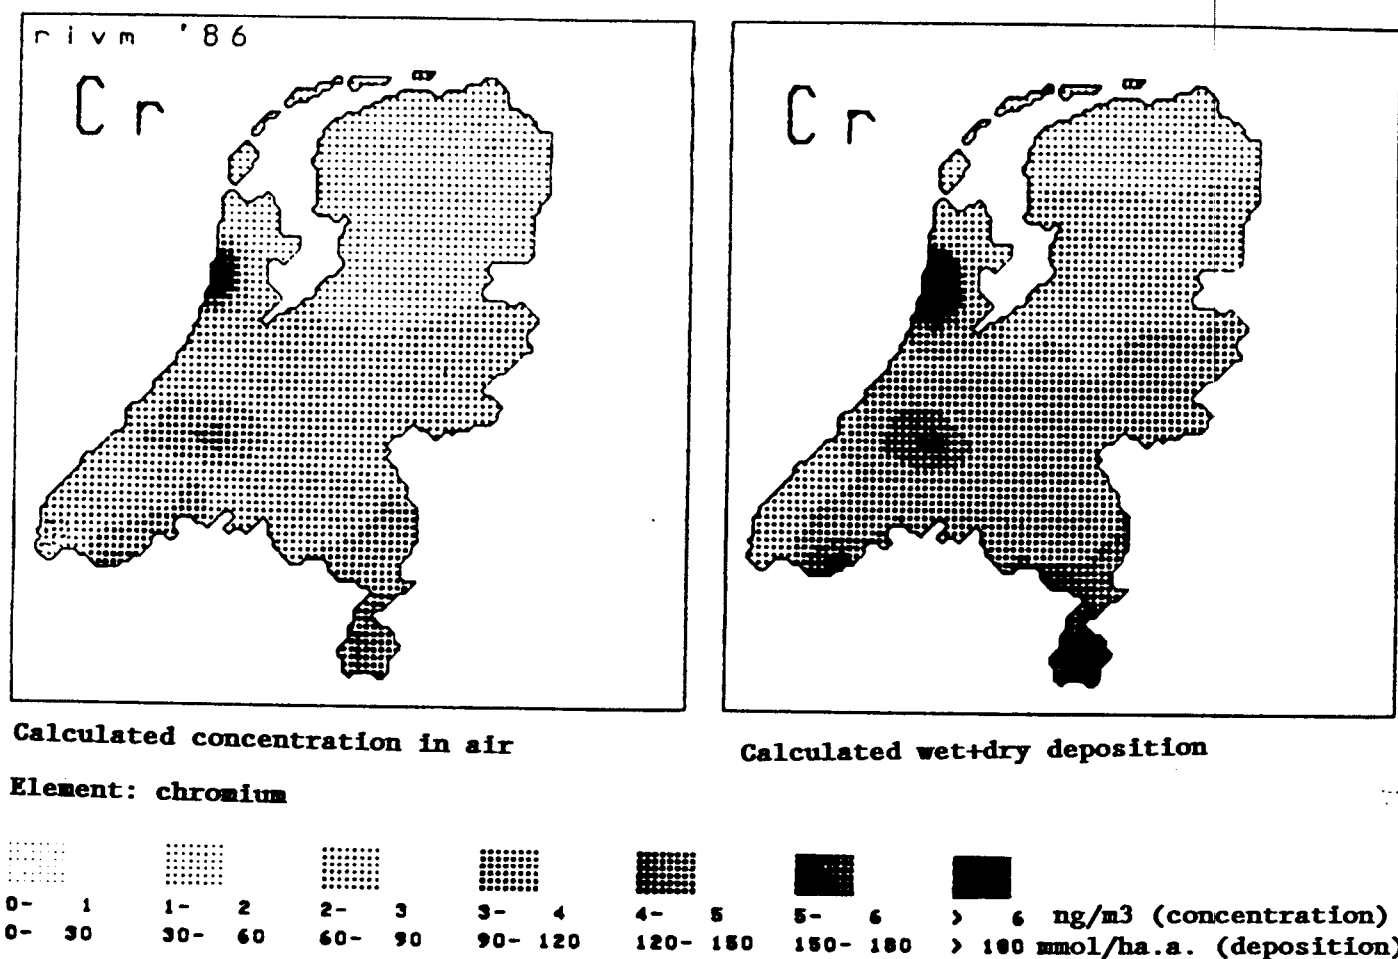 rivm '86
Cr
Cr
Calculated concentration in air
Calculated wet+dry deposition
Element: chromium
0- 1 1- 2 2- 3 3- 4 4- 5 5- 6 > 6 ng/m3 (concentration)
0- 30 30- 60 60- 90 90- 120 120- 150 150- 180 > 180 mmol/ha.a. (deposition)